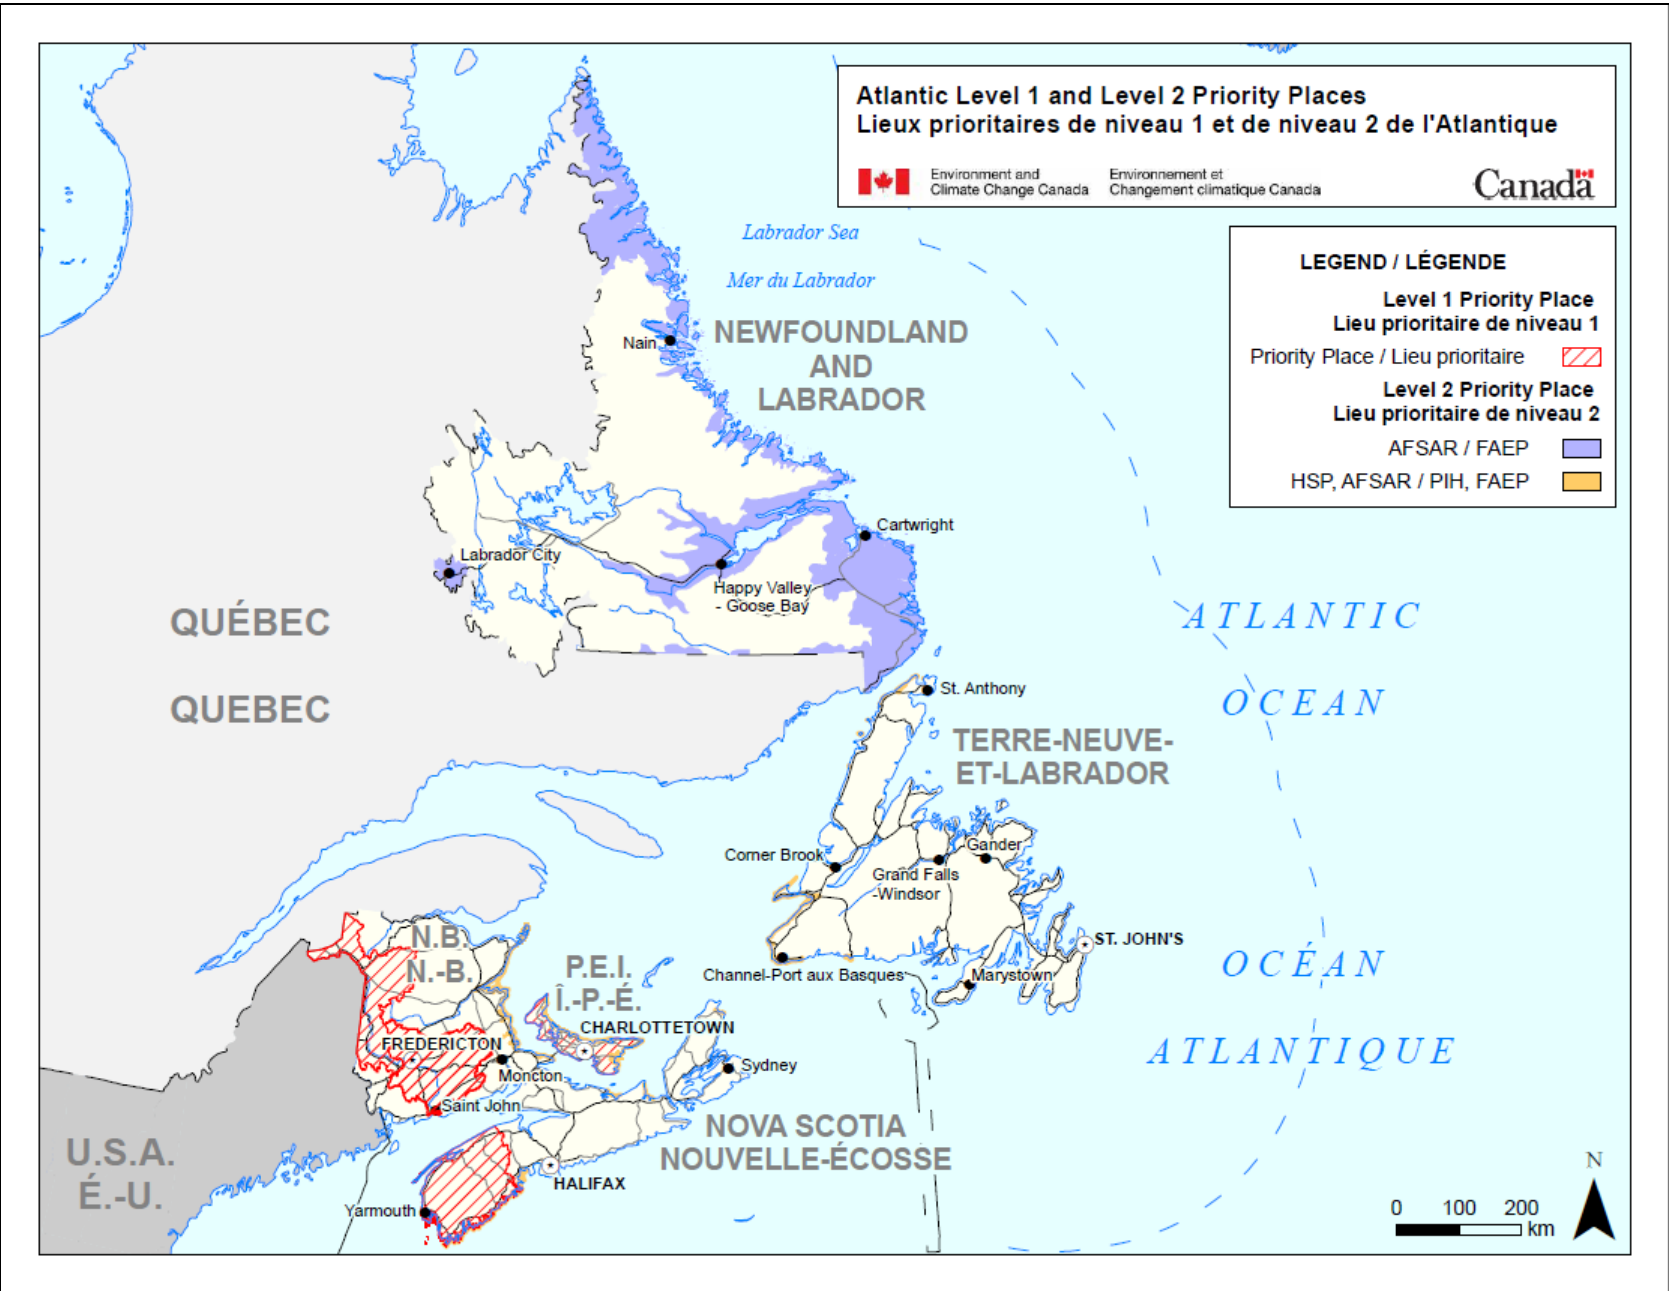 Atlantic Level 1 and Level 2 Priority Places
Lieux prioritaires de niveau 1 et de niveau 2 de l'Atlantique
Environment and
Climate Change Canada
Environnement et
Changement climatique Canada
Canada
LEGEND / LÉGENDE
Level 1 Priority Place
Lieu prioritaire de niveau 1
Priority Place / Lieu prioritaire
Level 2 Priority Place
Lieu prioritaire de niveau 2
AFSAR / FAEP
HSP, AFSAR / PIH, FAEP
Labrador Sea
Mer du Labrador
NEWFOUNDLAND
AND
LABRADOR
Nain
Cartwright
Labrador City
Happy Valley
- Goose Bay
QUÉBEC
QUEBEC
ATLANTIC
OCEAN
St. Anthony
TERRE-NEUVE-
ET-LABRADOR
Corner Brook
Gander
Grand Falls
-Windsor
ST. JOHN'S
Channel-Port aux Basques
Marystown
OCÉAN
ATLANTIQUE
N.B.
N.-B.
P.E.I.
Î.-P.-É.
CHARLOTTETOWN
FREDERICTON
Moncton
Sydney
Saint John
NOVA SCOTIA
NOUVELLE-ÉCOSSE
U.S.A.
É.-U.
HALIFAX
Yarmouth
N
0 100 200
km